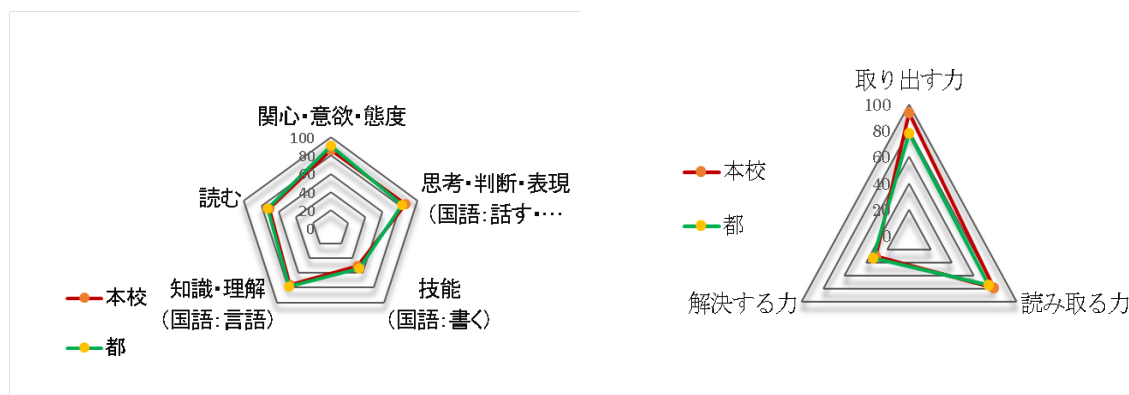 関心・意欲・態度
100
80
60
40
20
0
思考・判断・表現
(国語:話す・…
読む
技能
(国語:書く)
知識・理解
(国語:言語)
本校
都
取り出す力
100
80
60
40
20
0
本校
都
解決する力
読み取る力